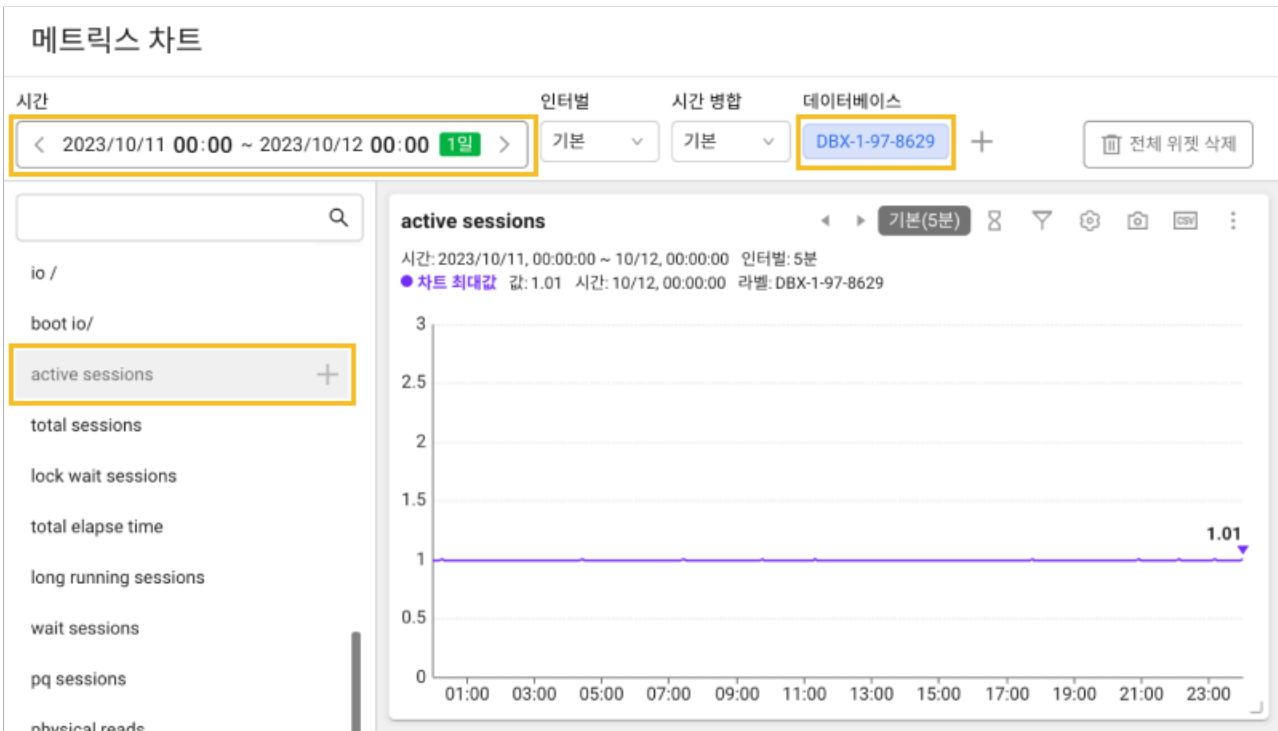 메트릭스 차트
시간 인터벌 시간 병합 데이터베이스
2023/10/11 00:00 ~ 2023/10/12 00:00 1일 기본 기본 DBX-1-97-8629 전체 위젯 삭제
io /
boot io/
active sessions
total sessions
lock wait sessions
total elapse time
long running sessions
wait sessions
pq sessions
physical reads
active sessions 기본(5분) CSV
시간: 2023/10/11, 00:00:00 ~ 10/12, 00:00:00 인터벌: 5분
차트 최대값 값: 1.01 시간: 10/12, 00:00:00 라벨: DBX-1-97-8629
3
2.5
2
1.5
1.01
1
0.5
0
01:00 03:00 05:00 07:00 09:00 11:00 13:00 15:00 17:00 19:00 21:00 23:00